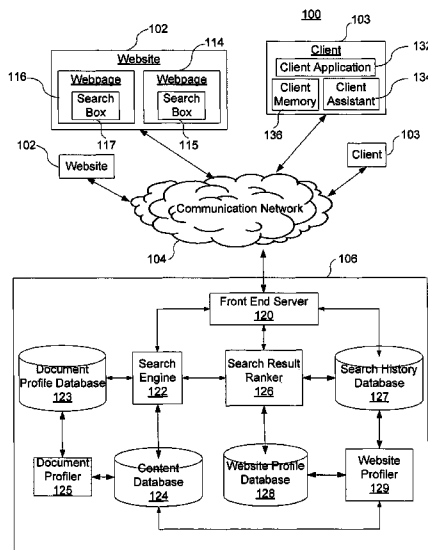 100
102
Website
116
114
Webpage
Webpage
Search
Box
Search
Box
117
115
103
Client
Client Application
132
Client
Memory
Client
Assistant
134
136
102
Website
Client
103
Communication Network
104
106
Front End Server
120
Document
Profile Database
123
Search
Engine
122
Search Result
Ranker
126
Search History
Database
127
Document
Profiler
125
Content
Database
124
Website Profile
Database
128
Website
Profiler
129